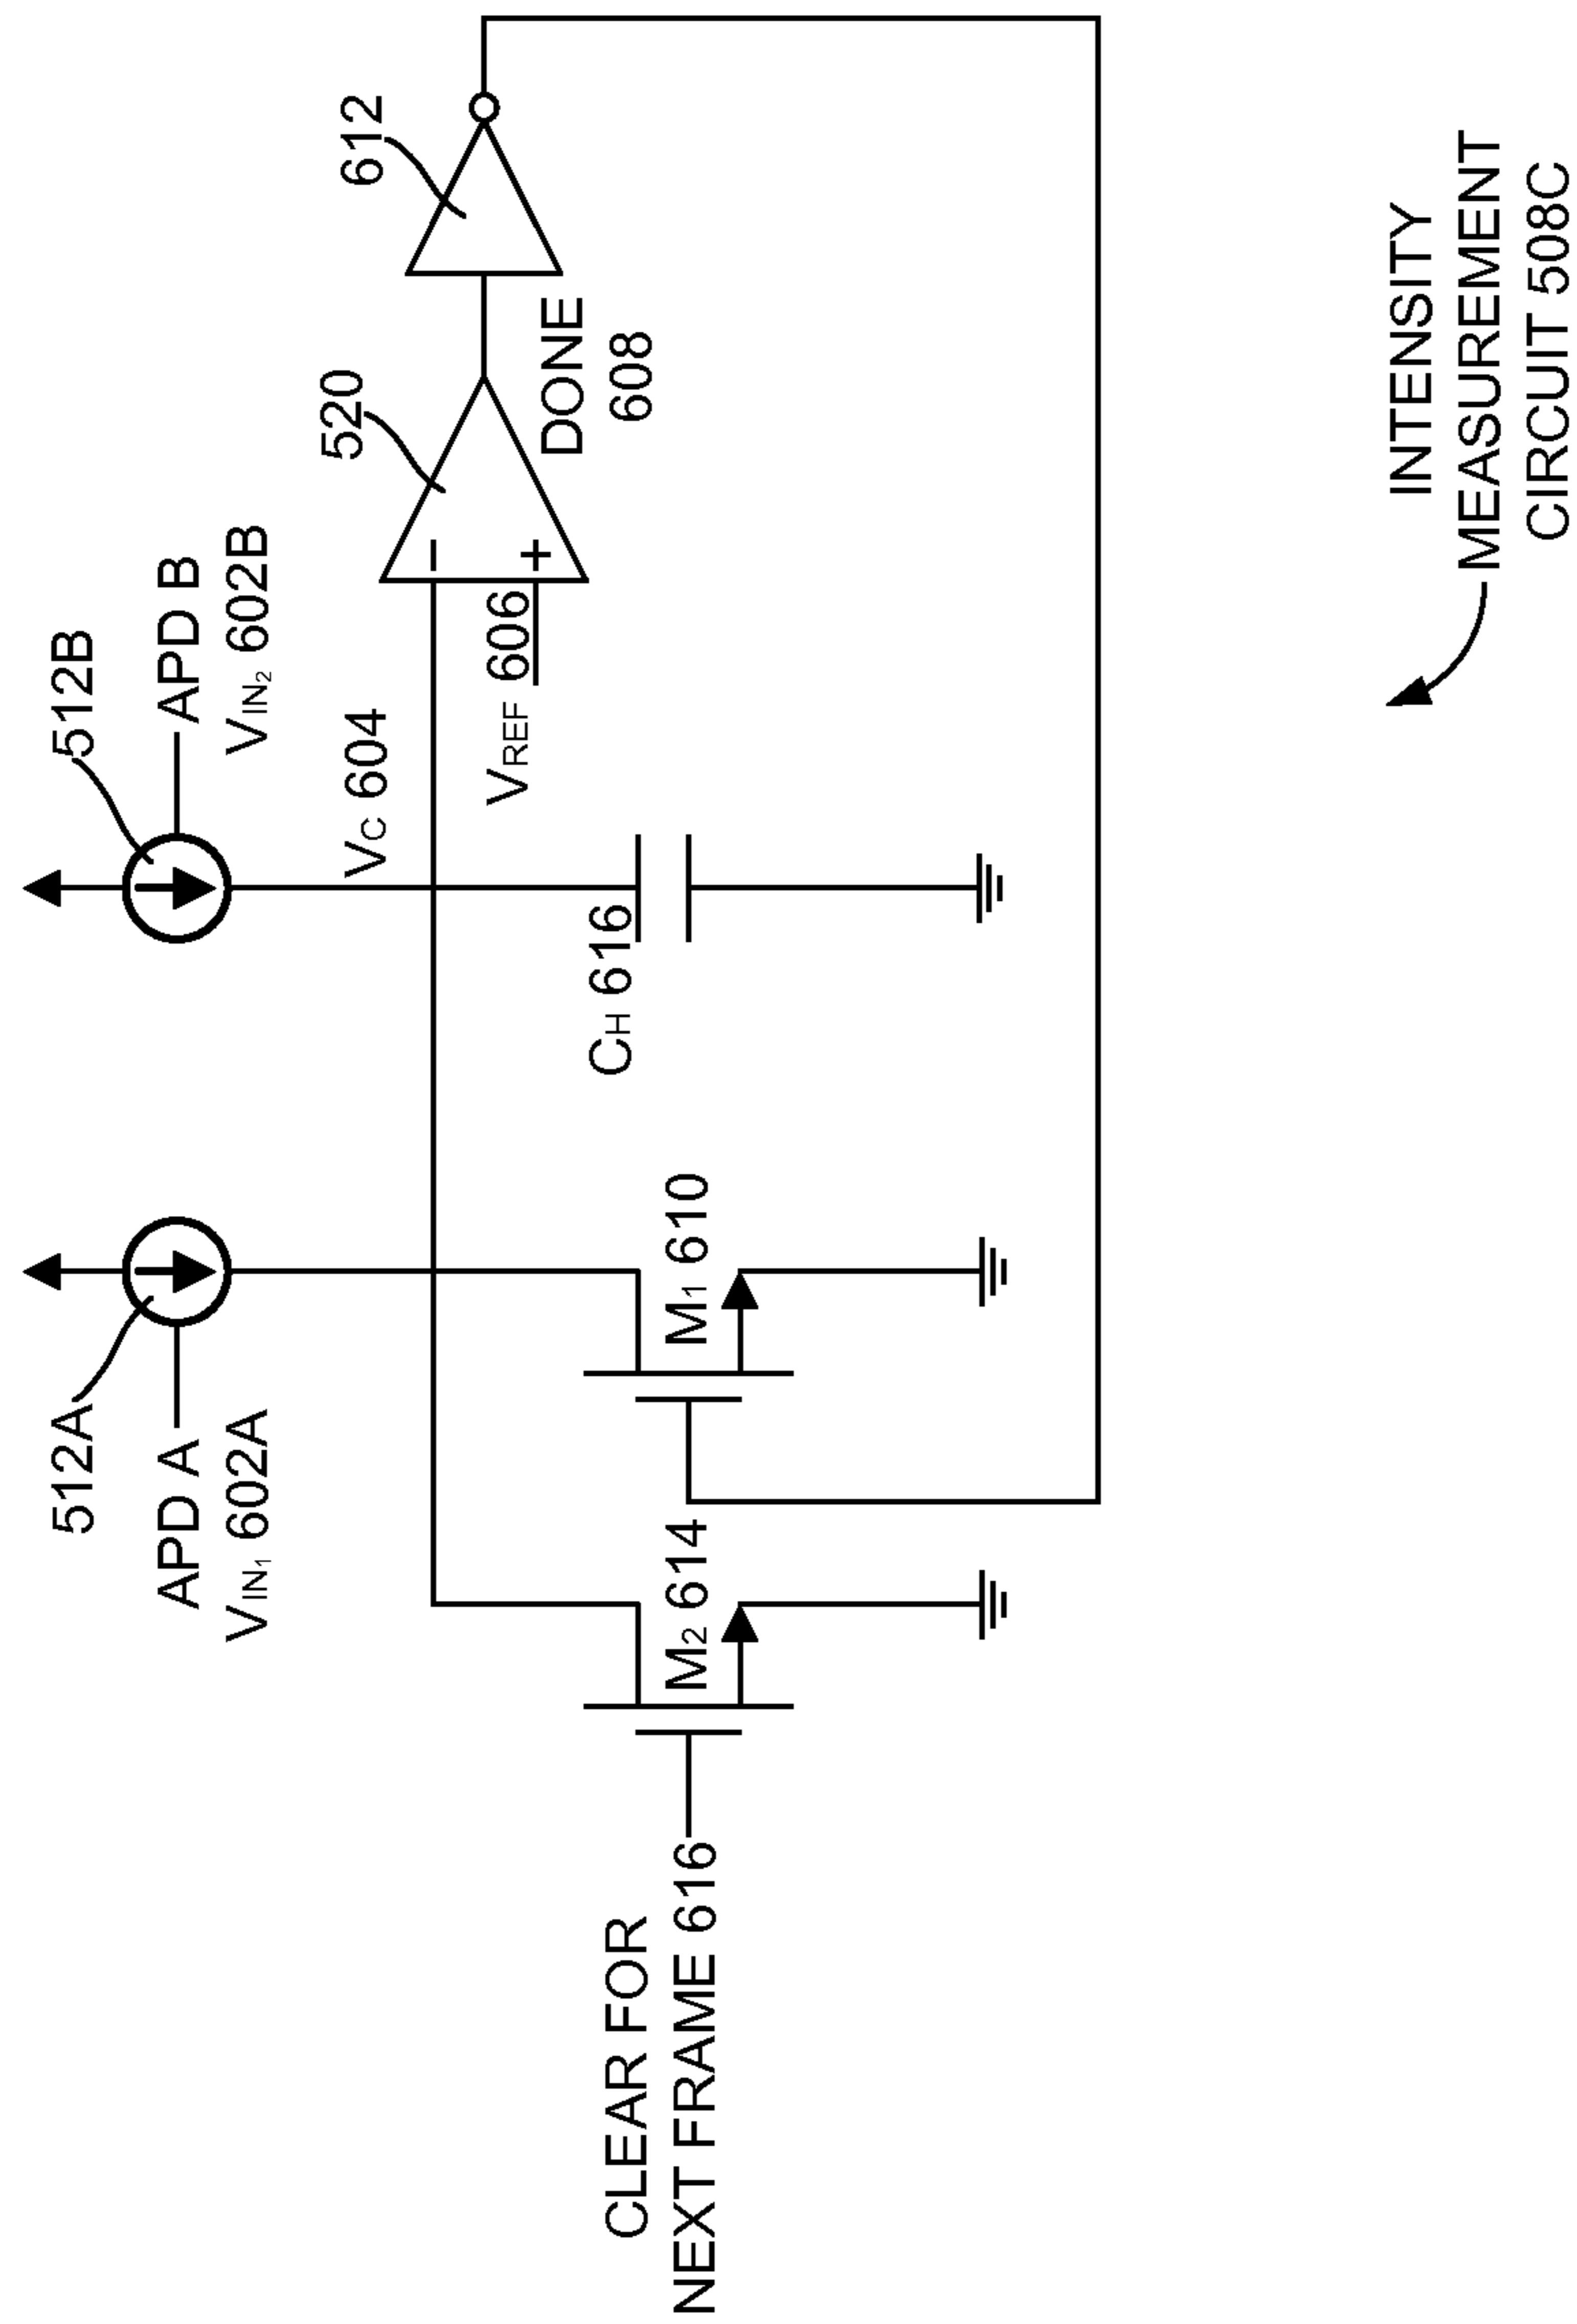 512A
APD A
VIN1 602A
512B
APD B
VIN2 602B
VC 604
520
612
VREF 606
DONE
608
CH 616
M1 610
M2 614
CLEAR FOR
NEXT FRAME 616
INTENSITY
MEASUREMENT
CIRCUIT 508C